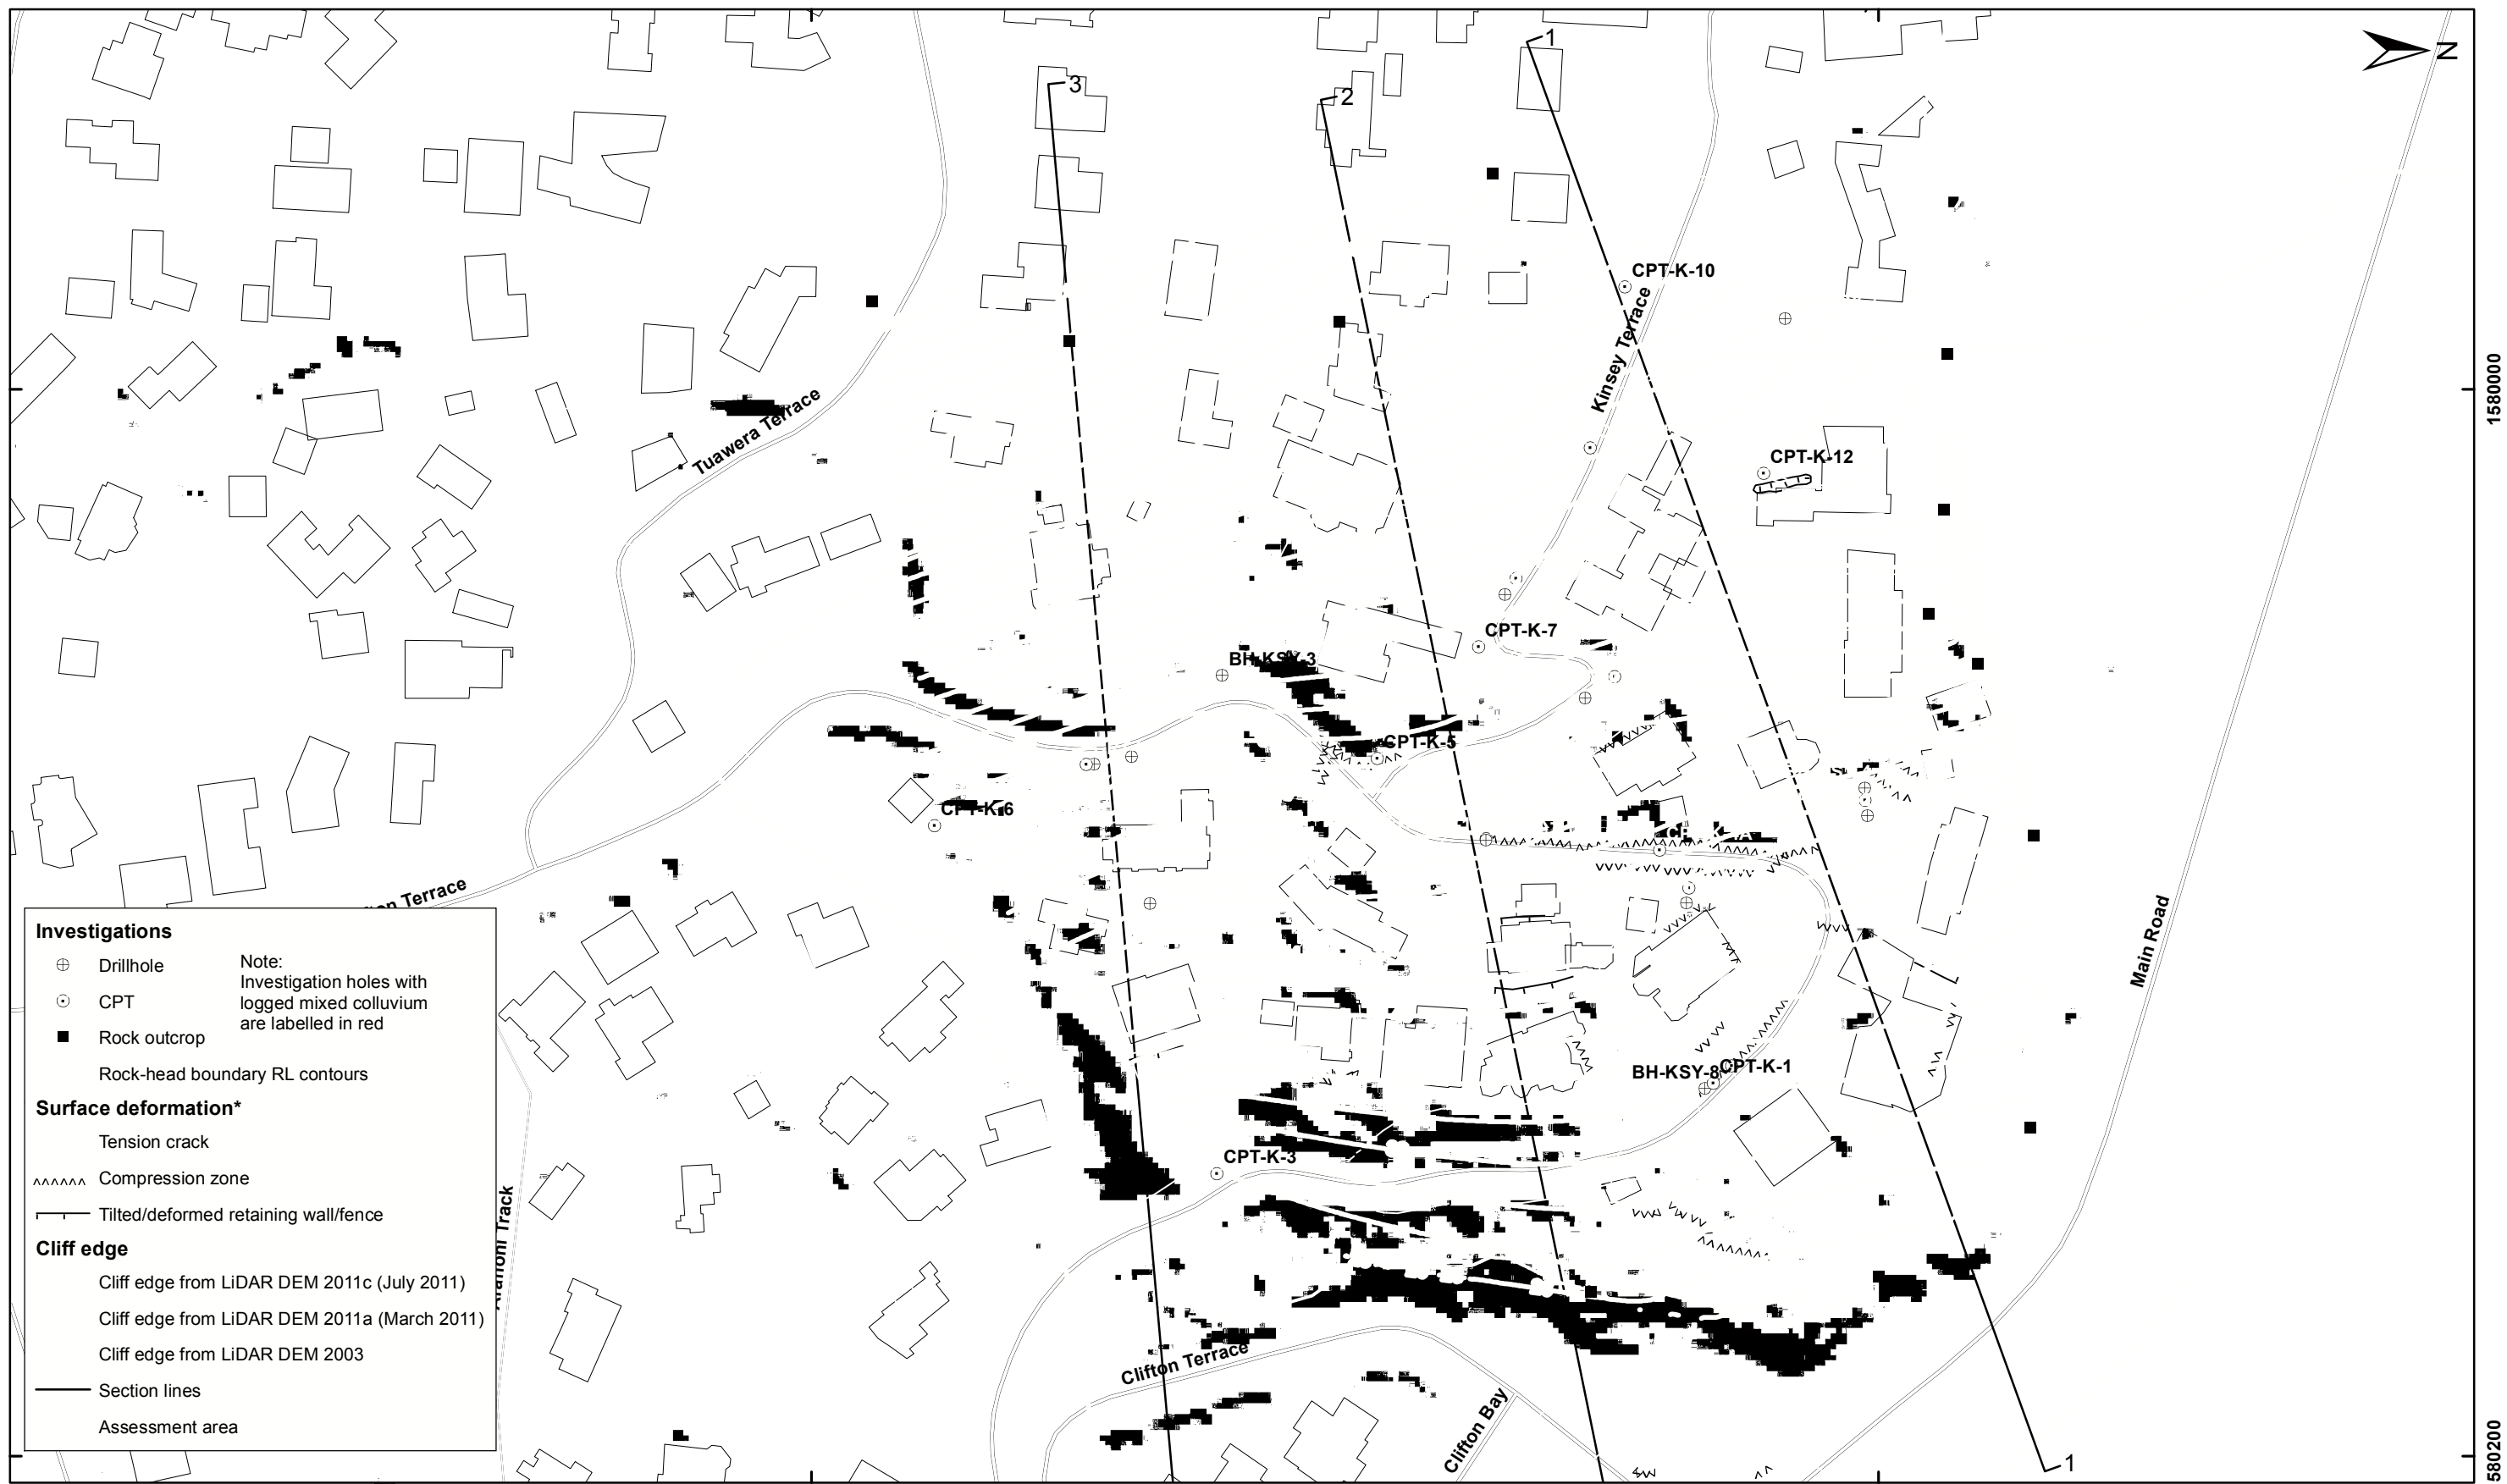 1
N
3
2
CPT-K-10
Kinsey Terrace
1580000
Tuawera Terrace
CPT-K-12
CPT-K-7
BH-KSY-3
CPT-K-5
CPT-K-6
Terrace
Main Road
Investigations
Drillhole
CPT
Rock outcrop
Rock-head boundary RL contours
Note:
Investigation holes with
logged mixed colluvium
are labelled in red
Surface deformation*
Tension crack
Compression zone
Tilted/deformed retaining wall/fence
Cliff edge
Cliff edge from LiDAR DEM 2011c (July 2011)
Cliff edge from LiDAR DEM 2011a (March 2011)
Cliff edge from LiDAR DEM 2003
Section lines
Assessment area
Track
BH-KSY-8
CPT-K-1
CPT-K-3
Clifton Terrace
Clifton Bay
1
580200